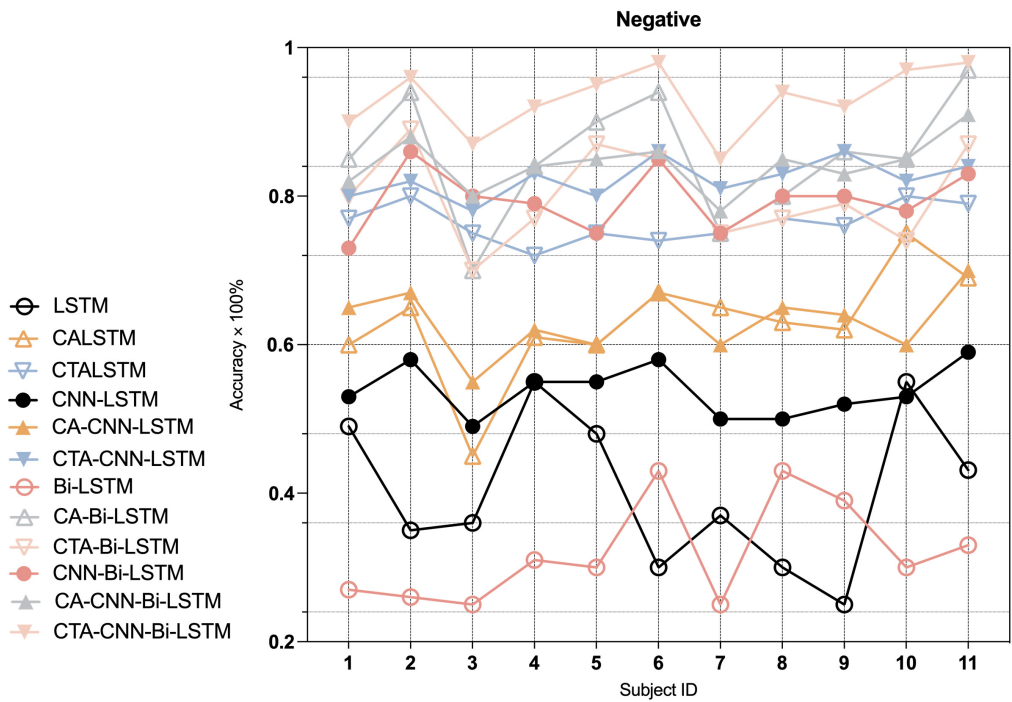 Negative
1
0.8
0.6
0.4
0.2
Accuracy × 100%
1 2 3 4 5 6 7 8 9 10 11
Subject ID
LSTM
CALSTM
CTALSTM
CNN-LSTM
CA-CNN-LSTM
CTA-CNN-LSTM
Bi-LSTM
CA-Bi-LSTM
CTA-Bi-LSTM
CNN-Bi-LSTM
CA-CNN-Bi-LSTM
CTA-CNN-Bi-LSTM